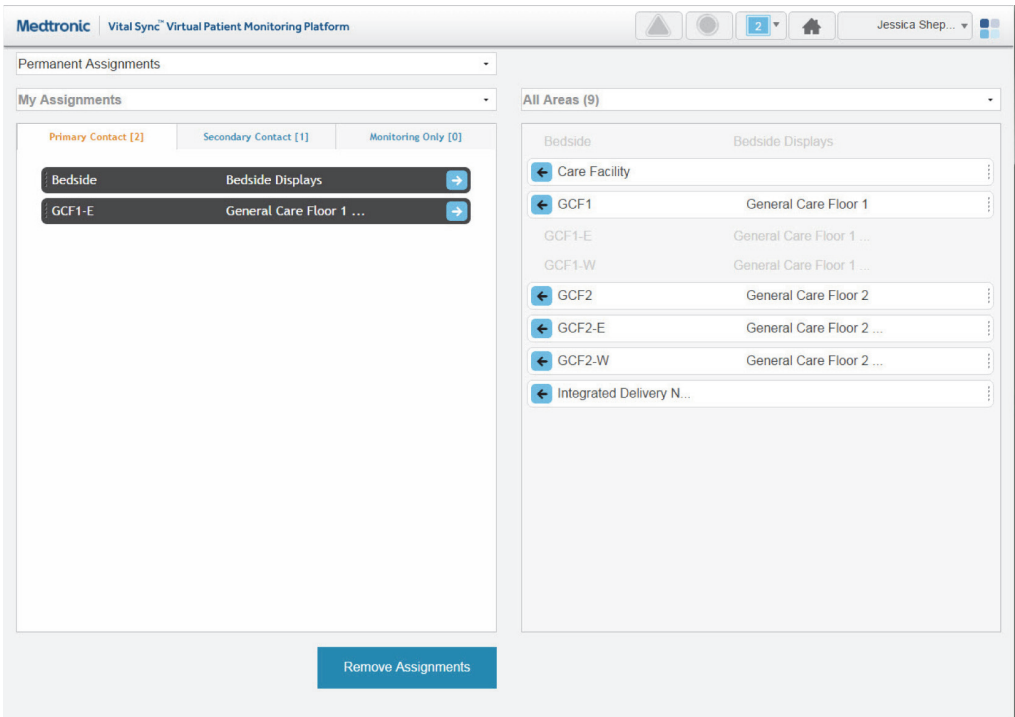 Medtronic Vital Sync™ Virtual Patient Monitoring Platform 2 Jessica Shep...
Permanent Assignments
My Assignments All Areas (9)
Primary Contact [2] Secondary Contact [1] Monitoring Only [0]
Bedside Bedside Displays
GCF1-E General Care Floor 1 ...
Bedside Bedside Displays
Care Facility
GCF1 General Care Floor 1
GCF1-E General Care Floor 1 ...
GCF1-W General Care Floor 1 ...
GCF2 General Care Floor 2
GCF2-E General Care Floor 2 ...
GCF2-W General Care Floor 2 ...
Integrated Delivery N...
Remove Assignments